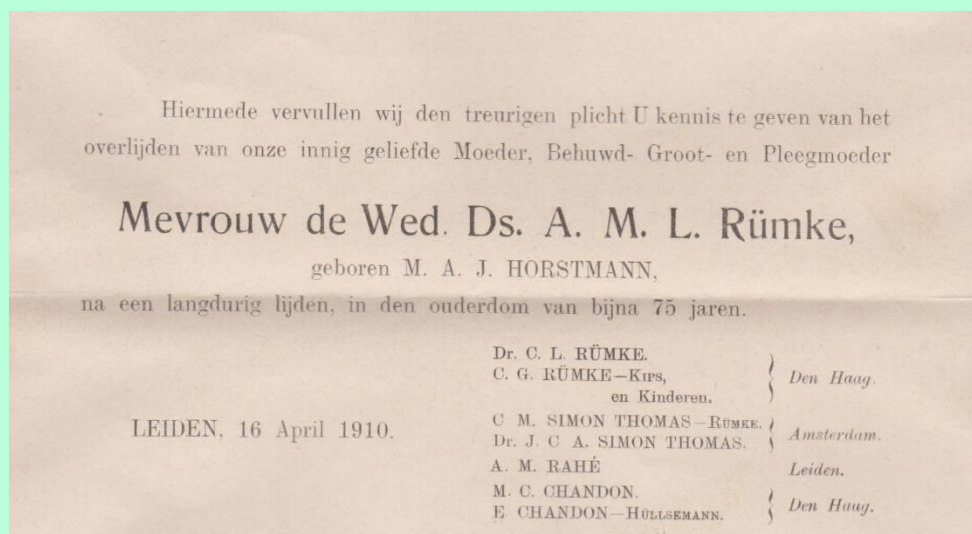 Hiermede vervullen wij den treurigen plicht U kennis te geven van het
overlijden van onze innig geliefde Moeder, Behuwd- Groot- en Pleegmoeder
Mevrouw de Wed. Ds. A. M. L. Rümke,
geboren M. A. J. HORSTMANN,
na een langdurig lijden, in den ouderdom van bijna 75 jaren.
Dr. C. L. RÜMKE.
C. G. RÜMKE—KIPS,
en Kinderen.
Den Haag.
LEIDEN, 16 April 1910.
C M. SIMON THOMAS—RÜMKE.
Dr. J. C A. SIMON THOMAS.
Amsterdam.
A. M. RAHÉ
Leiden.
M. C. CHANDON.
E. CHANDON—HÜLLSEMANN.
Den Haag.